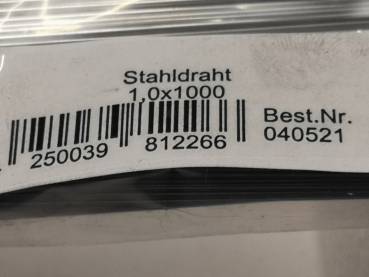 Stahldraht
1,0x1000
250039 812266
Best.Nr.
040521